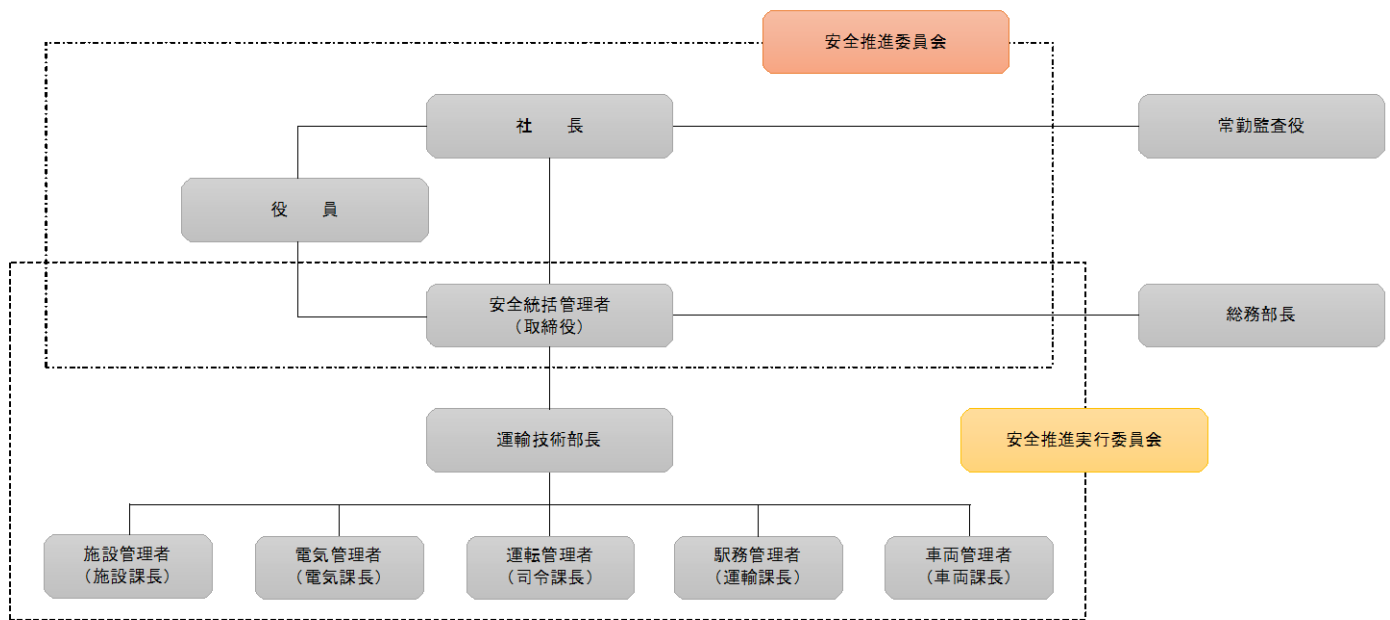 安全推進委員会
社　　長
常勤監査役
役　　員
安全統括管理者
（取締役）
総務部長
運輸技術部長
安全推進実行委員会
施設管理者
（施設課長）
電気管理者
（電気課長）
運転管理者
（司令課長）
駅務管理者
（運輸課長）
車両管理者
（車両課長）